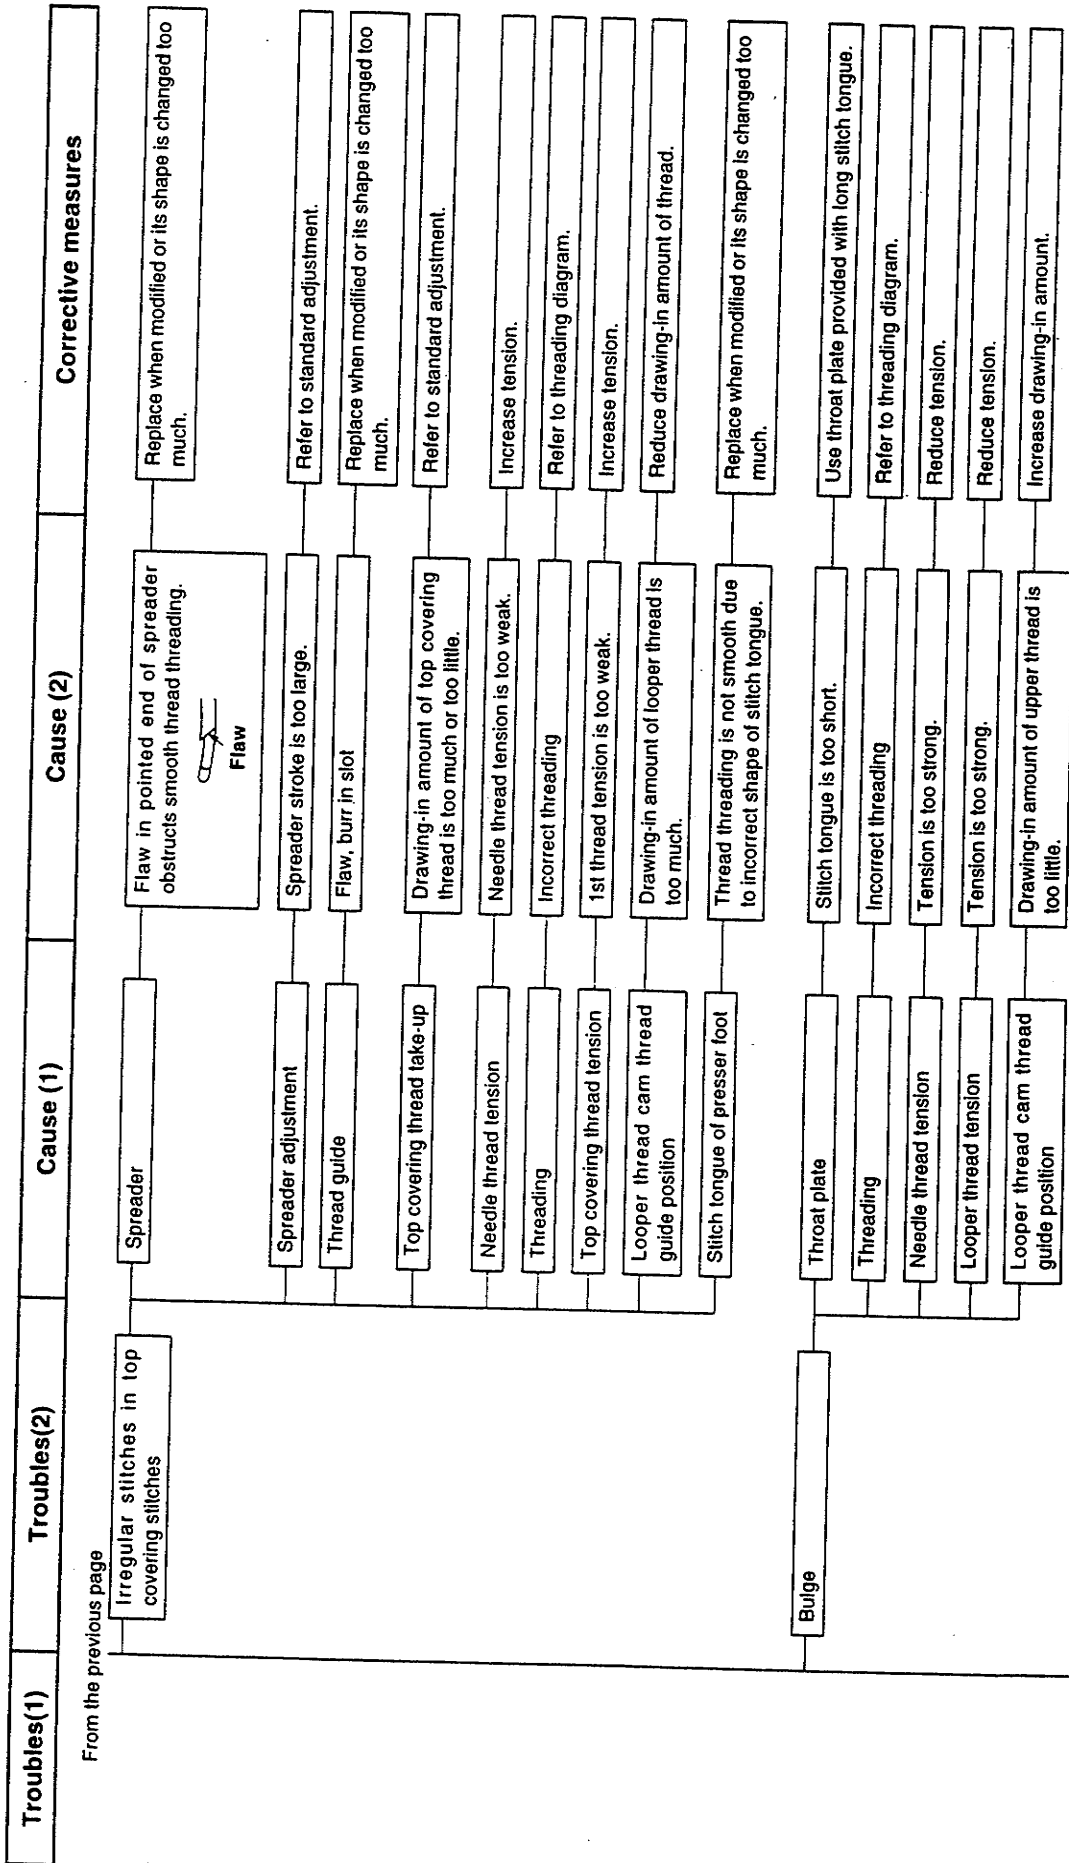 Troubles(1)
Troubles(2)
Cause (1)
Cause (2)
Corrective measures
From the previous page
Irregular stitches in top
covering stitches
Spreader
Flaw in pointed end of spreader
obstructs smooth thread threading.
Flaw
Replace when modified or its shape is changed too
much.
Spreader adjustment
Spreader stroke is too large.
Refer to standard adjustment.
Thread guide
Flaw, burr in slot
Replace when modified or its shape is changed too
much.
Top covering thread take-up
Drawing-in amount of top covering
thread is too much or too little.
Refer to standard adjustment.
Needle thread tension
Needle thread tension is too weak.
Increase tension.
Threading
Incorrect threading
Refer to threading diagram.
Top covering thread tension
1st thread tension is too weak.
Increase tension.
Looper thread cam thread
guide position
Drawing-in amount of looper thread is
too much.
Reduce drawing-in amount of thread.
Stitch tongue of presser foot
Thread threading is not smooth due
to incorrect shape of stitch tongue.
Replace when modified or its shape is changed too
much.
Bulge
Throat plate
Stitch tongue is too short.
Use throat plate provided with long stitch tongue.
Threading
Incorrect threading
Refer to threading diagram.
Needle thread tension
Tension is too strong.
Reduce tension.
Looper thread tension
Tension is too strong.
Reduce tension.
Looper thread cam thread
guide position
Drawing-in amount of upper thread is
too little.
Increase drawing-in amount.